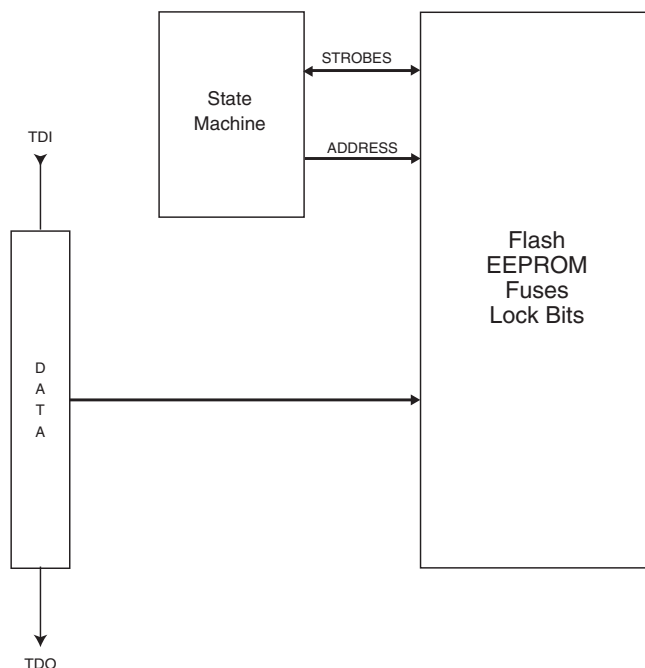 STROBES
State
Machine
ADDRESS
TDI
Flash
EEPROM
Fuses
Lock Bits
D
A
T
A
TDO